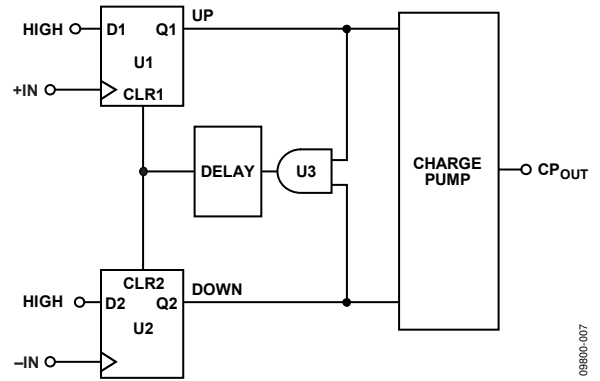 UP
HIGH D1 Q1
U1
+IN
CLR1
DELAY
U3
CHARGE
PUMP
CPOUT
CLR2
DOWN
HIGH D2 Q2
U2
–IN
09800-007